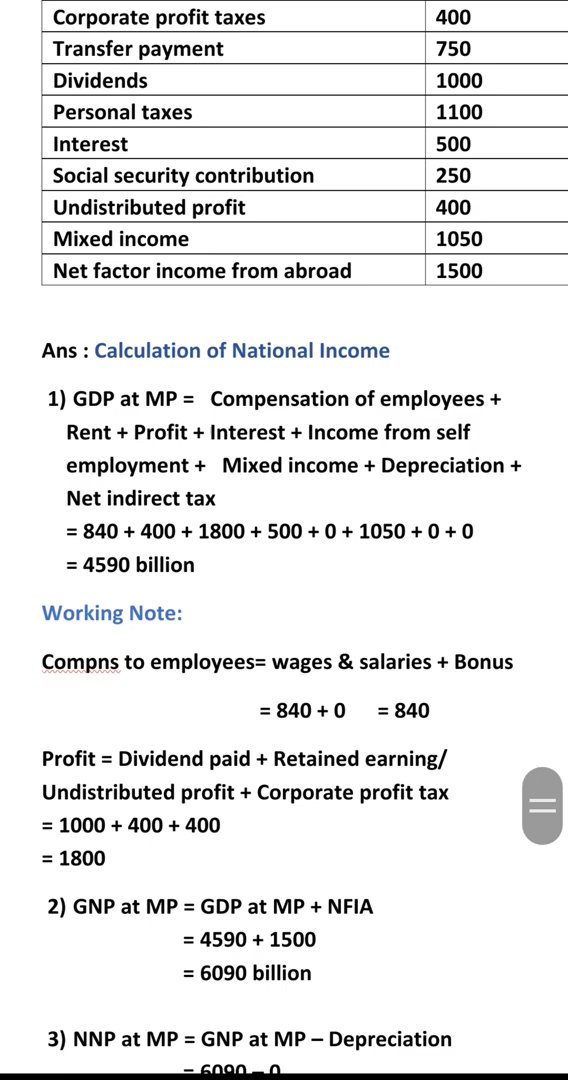 Corporate profit taxes 400
Transfer payment 750
Dividends 1000
Personal taxes 1100
Interest 500
Social security contribution 250
Undistributed profit 400
Mixed income 1050
Net factor income from abroad 1500
Ans : Calculation of National Income
1) GDP at MP = Compensation of employees +
Rent + Profit + Interest + Income from self
employment + Mixed income + Depreciation +
Net indirect tax
= 840 + 400 + 1800 + 500 + 0 + 1050 + 0 + 0
= 4590 billion
Working Note:
Compns to employees= wages & salaries + Bonus
= 840 + 0 = 840
Profit = Dividend paid + Retained earning/
Undistributed profit + Corporate profit tax
= 1000 + 400 + 400
= 1800
2) GNP at MP = GDP at MP + NFIA
= 4590 + 1500
= 6090 billion
3) NNP at MP = GNP at MP – Depreciation
= 6090 – 0